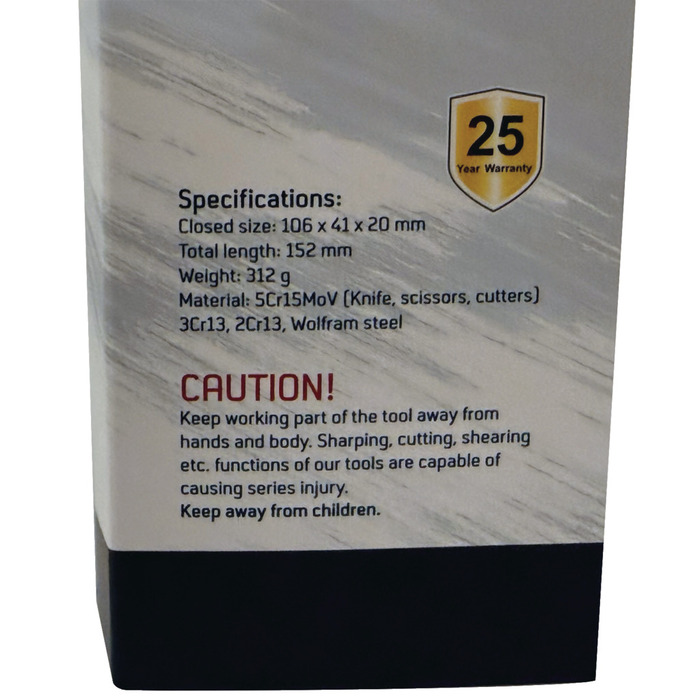 25
Year Warranty
Specifications:
Closed size: 106 x 41 x 20 mm
Total length: 152 mm
Weight: 312 g
Material: 5Cr15MoV (Knife, scissors, cutters)
3Cr13, 2Cr13, Wolfram steel
CAUTION!
Keep working part of the tool away from
hands and body. Sharping, cutting, shearing
etc. functions of our tools are capable of
causing series injury.
Keep away from children.